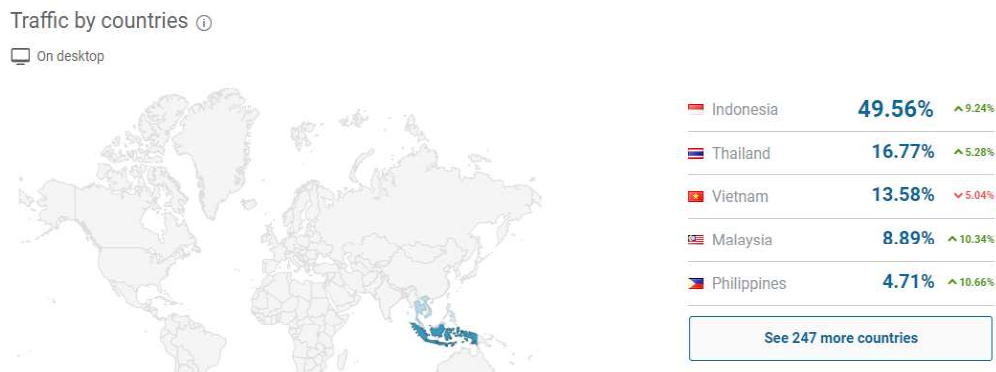 Traffic by countries
On desktop
Indonesia 49.56% 9.24%
Thailand 16.77% 5.28%
Vietnam 13.58% 5.04%
Malaysia 8.89% 10.34%
Philippines 4.71% 10.66%
See 247 more countries